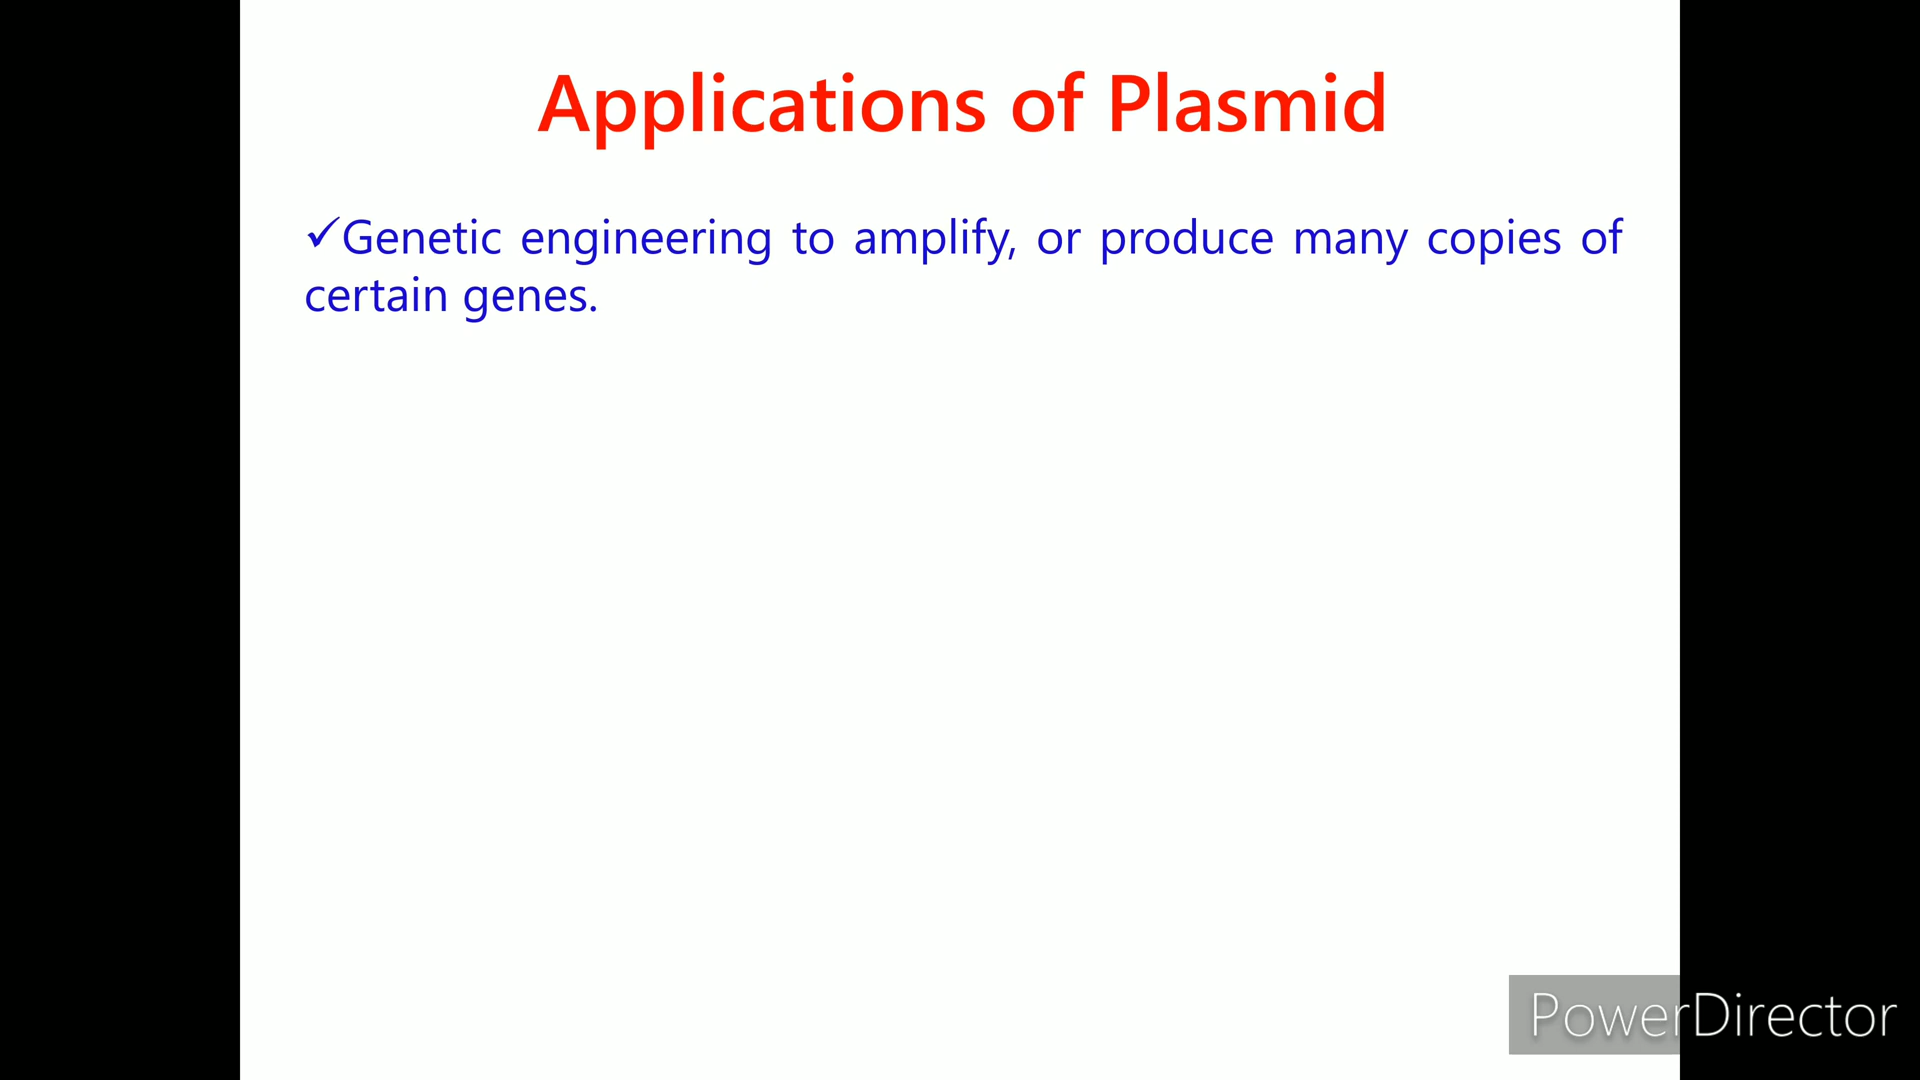 Applications of Plasmid
✓Genetic engineering to amplify, or produce many copies of
certain genes.
PowerDirector